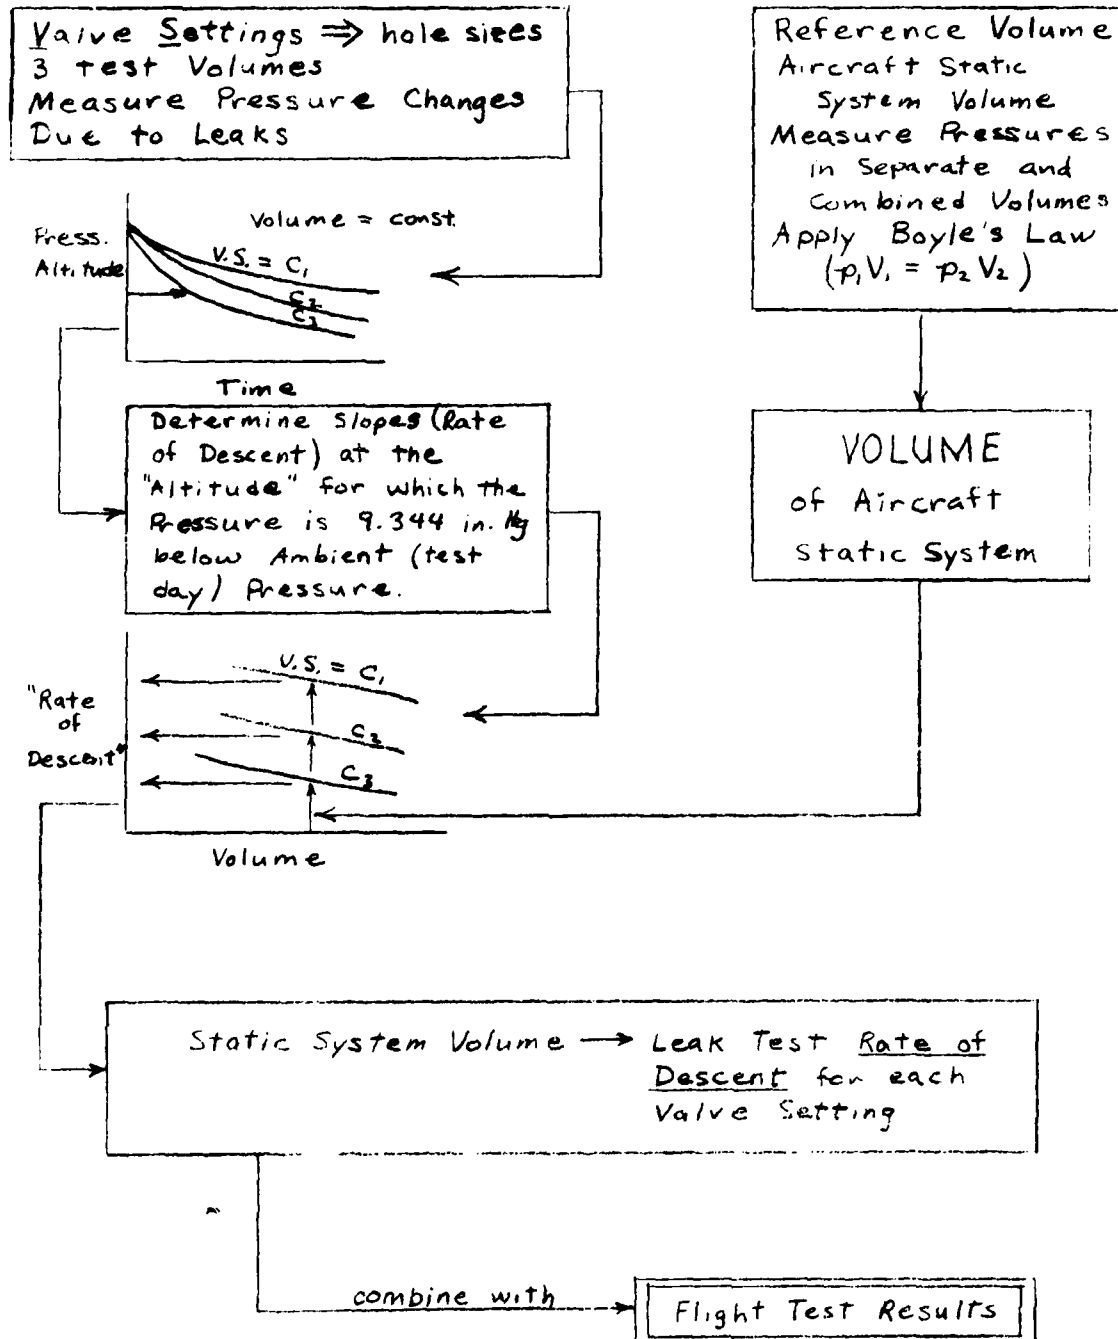 Valve Settings ⇒ hole sizes
3 test Volumes
Measure Pressure Changes
Due to Leaks
Reference Volume
Aircraft Static
System Volume
Measure Pressures
in Separate and
Combined Volumes
Apply Boyle's Law
(p₁V₁ = p₂V₂)
Volume = const.
Press.
Altitude
V.S. = C₁
C₂
C₃
Time
Determine Slopes (Rate
of Descent) at the
"Altitude" for which the
Pressure is 9.344 in. Hg
below Ambient (test
day) Pressure.
VOLUME
of Aircraft
Static System
V.S. = C₁
C₂
C₃
"Rate
of
Descent"
Volume
Static System Volume → Leak Test Rate of
Descent for each
Valve Setting
combine with
Flight Test Results